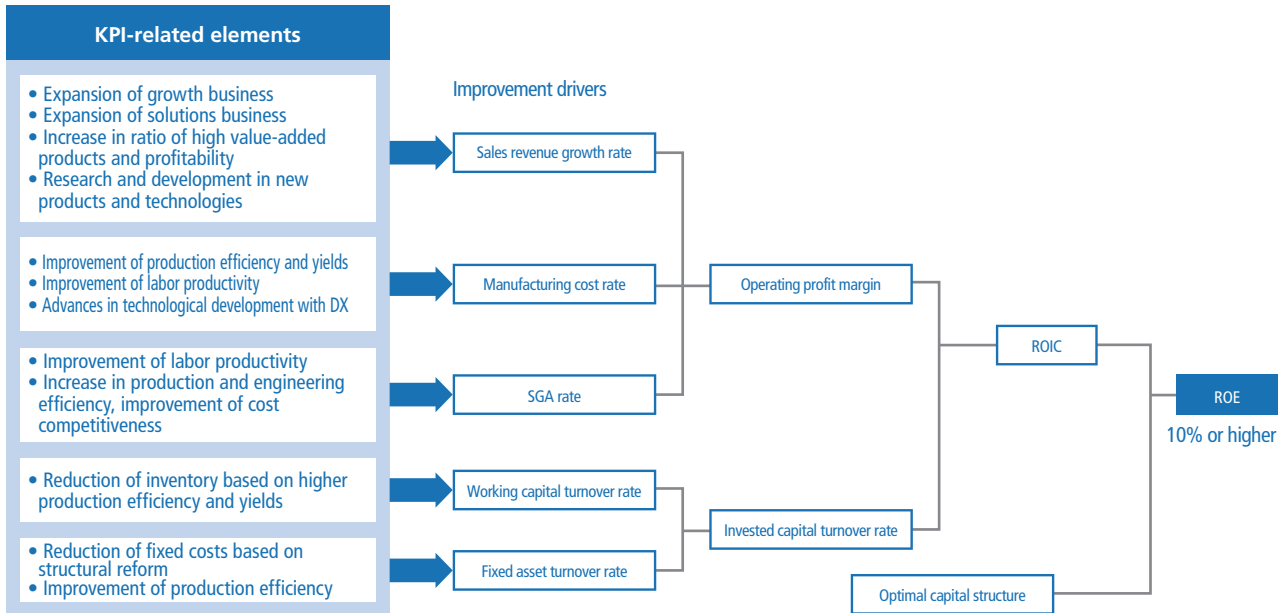 KPI-related elements
• Expansion of growth business
• Expansion of solutions business
• Increase in ratio of high value-added
products and profitability
• Research and development in new
products and technologies
• Improvement of production efficiency and yields
• Improvement of labor productivity
• Advances in technological development with DX
• Improvement of labor productivity
• Increase in production and engineering
efficiency, improvement of cost
competitiveness
• Reduction of inventory based on higher
production efficiency and yields
• Reduction of fixed costs based on
structural reform
• Improvement of production efficiency
Improvement drivers
Sales revenue growth rate
Manufacturing cost rate
SGA rate
Working capital turnover rate
Fixed asset turnover rate
Operating profit margin
Invested capital turnover rate
Optimal capital structure
ROIC
ROE
10% or higher